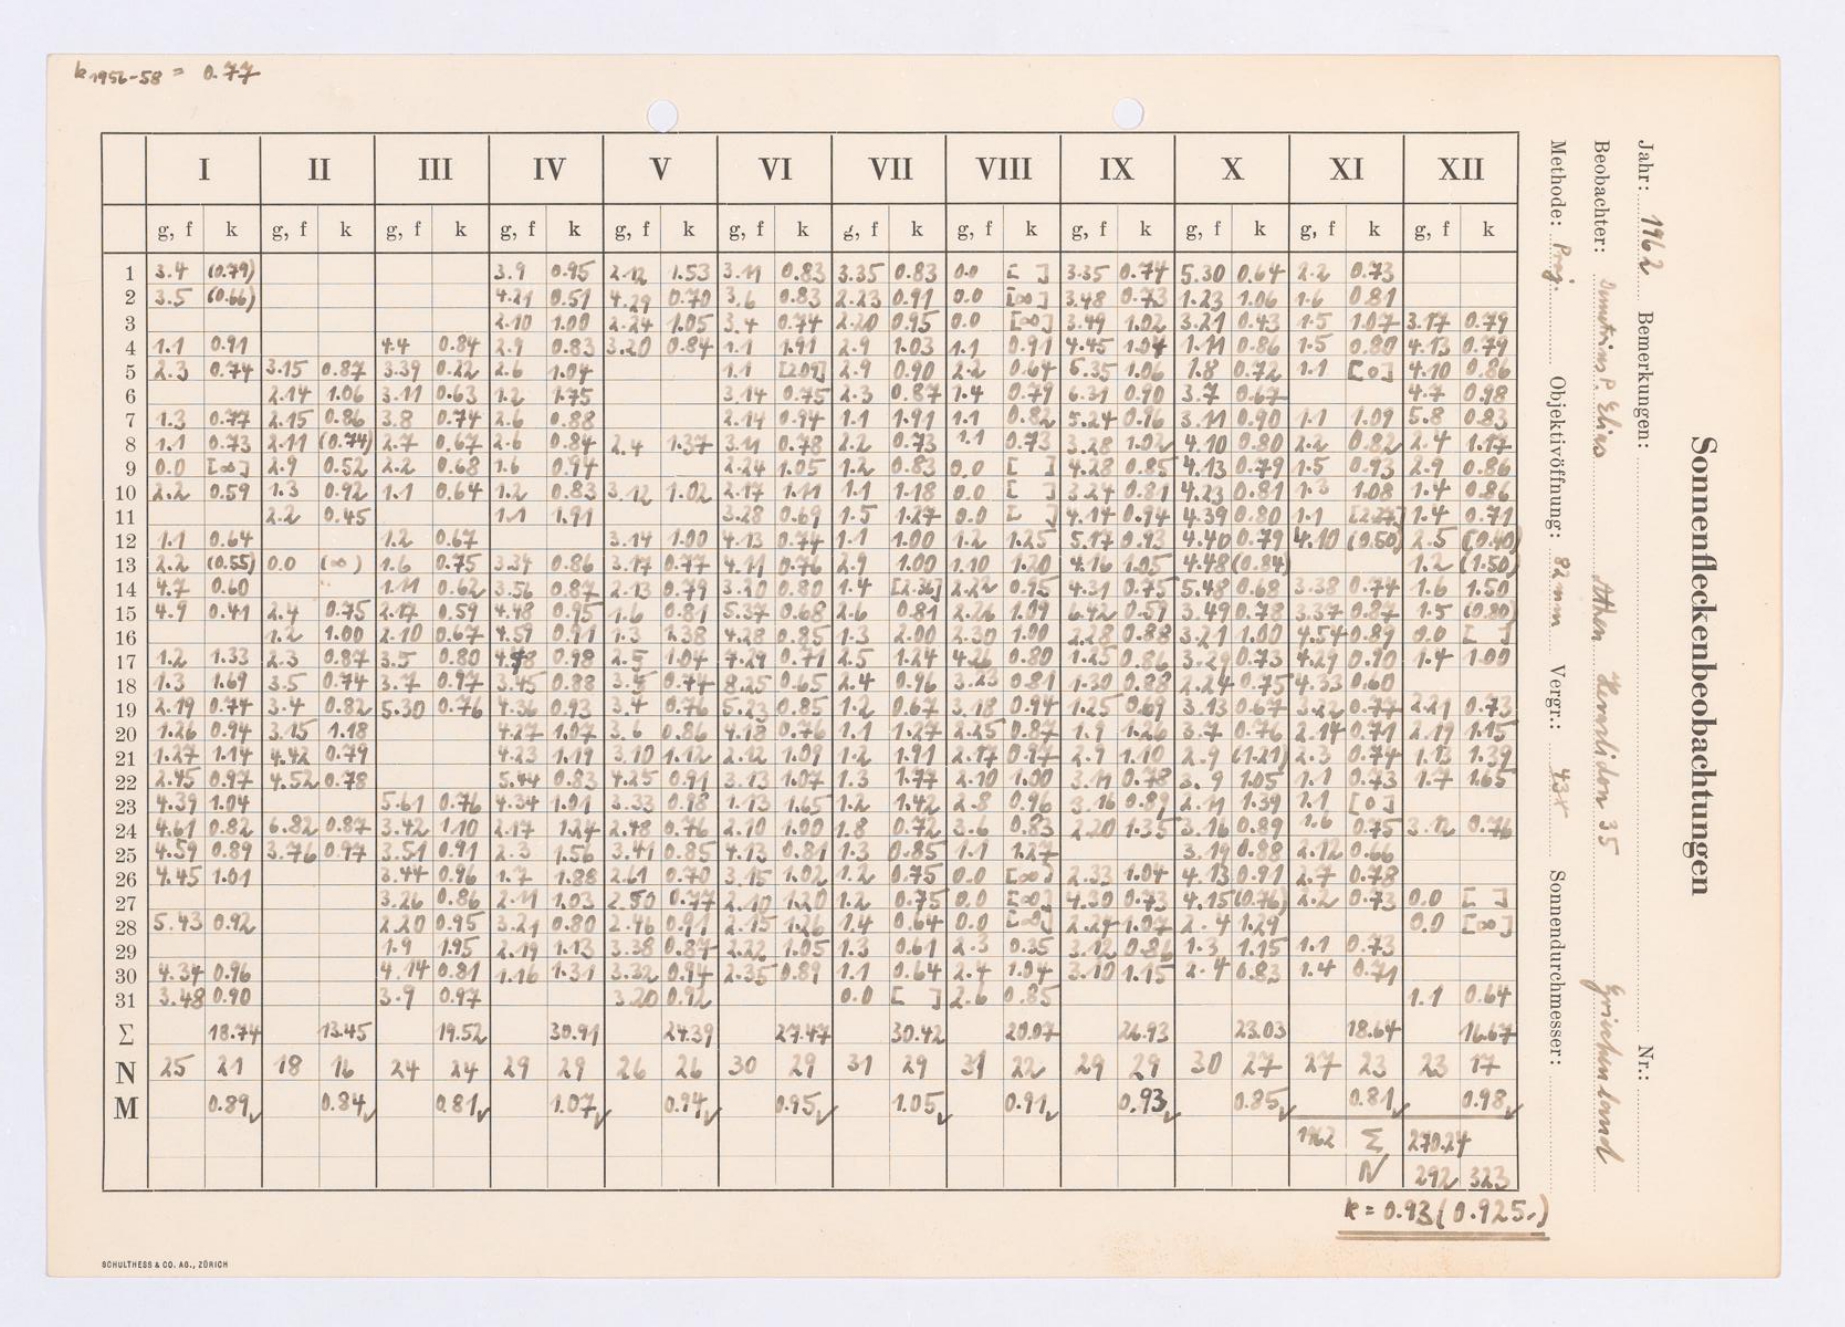 k 1956-58 = 0.77
I II III IV V VI VII VIII IX X XI XII
g, f k g, f k g, f k g, f k g, f k g, f k g, f k g, f k g, f k g, f k g, f k g, f k
1 3.4 (0.79) 3.9 0.95 2.12 1.53 3.11 0.83 3.35 0.83 0.0 [ ] 3.35 0.74 5.30 0.64 2.2 0.73
2 3.5 (0.66) 4.21 0.51 4.29 0.70 3.6 0.83 2.23 0.91 0.0 [∞] 3.48 0.73 1.23 1.06 1.6 0.81
3 2.10 1.00 2.24 1.05 3.4 0.74 2.20 0.95 0.0 [∞] 3.49 1.02 3.21 0.43 1.5 1.07 3.17 0.79
4 1.1 0.91 4.4 0.84 2.9 0.83 3.20 0.84 1.1 1.91 2.9 1.03 1.1 0.91 4.45 1.04 1.11 0.86 1.5 0.80 4.13 0.79
5 2.3 0.74 3.15 0.87 3.39 0.22 2.6 1.04 1.1 2.9 0.90 2.2 0.64 5.35 1.06 1.8 0.72 1.1 [0] 4.10 0.86
6 2.14 1.06 3.11 0.63 1.2 1.75 3.14 0.75 2.3 0.87 1.4 0.79 6.31 0.90 3.7 0.67 4.7 0.98
7 1.3 0.77 2.15 0.86 3.8 0.74 2.6 0.88 2.14 0.94 1.1 1.91 1.1 0.82 5.24 0.96 3.11 0.90 1.1 1.09 5.8 0.83
8 1.1 0.73 2.11 (0.74) 2.7 0.67 2.6 0.84 2.4 1.37 3.11 0.78 2.2 0.73 1.1 0.73 3.28 1.02 4.10 0.80 2.2 0.82 2.4 1.17
9 0.0 [∞] 2.9 0.52 2.2 0.68 1.6 0.94 2.24 1.05 1.2 0.83 0.0 [ ] 4.28 0.85 4.13 0.79 1.5 0.93 2.9 0.86
10 2.2 0.59 1.3 0.92 1.1 0.64 1.2 0.83 3.12 1.02 2.17 1.11 1.1 1.18 0.0 [ ] 3.24 0.81 4.23 0.81 1.3 1.08 1.4 0.86
11 2.2 0.45 1.1 1.91 3.28 0.69 1.5 1.27 0.0 [ ] 4.14 0.94 4.39 0.80 1.1 [2.27] 1.4 0.71
12 1.1 0.64 1.2 0.67 3.14 1.00 4.13 0.74 1.1 1.00 1.2 1.25 5.17 0.93 4.40 0.79 4.10 (0.50) 2.5 (0.40)
13 2.2 (0.55) 0.0 (∞) 1.6 0.75 3.34 0.86 3.17 0.77 4.11 0.76 2.9 1.00 1.10 1.20 4.16 1.05 4.48 (0.84) 1.2 (1.50)
14 4.7 0.60 1.11 0.62 3.56 0.87 2.13 0.79 3.20 0.80 1.4 [2.36] 2.22 0.95 4.31 0.75 5.48 0.68 3.38 0.74 1.6 1.50
15 4.9 0.41 2.4 0.75 2.17 0.59 4.48 0.95 1.6 0.81 5.37 0.68 2.6 0.81 2.26 1.09 6.42 0.59 3.49 0.78 3.37 0.87 1.5 (0.80)
16 1.2 1.00 2.10 0.67 4.59 0.91 1.3 1.38 4.28 0.85 1.3 2.00 2.30 1.00 2.28 0.88 3.21 1.00 4.54 0.89 0.0 [ ]
17 1.2 1.33 2.3 0.87 3.5 0.80 0.98 2.5 1.04 7.29 0.71 2.5 1.24 4.26 0.80 1.25 0.86 3.29 0.73 4.29 0.90 1.4 1.00
18 1.3 1.69 3.5 0.74 3.7 0.97 3.45 0.88 0.74 8.25 0.65 2.4 0.96 3.23 0.81 1.30 0.88 2.24 0.75 4.33 0.60
19 2.19 0.74 3.4 0.82 5.30 0.76 4.36 0.93 3.4 0.76 5.23 0.85 1.2 0.67 3.18 0.94 1.25 0.69 3.13 0.67 3.22 0.77 2.21 0.73
20 1.26 0.94 3.15 1.18 4.27 1.07 3.6 0.86 4.18 0.76 1.1 1.27 2.25 0.87 1.9 1.26 3.7 0.76 2.14 0.71 2.19 1.15
21 1.27 1.14 4.42 0.79 4.23 1.19 3.10 1.12 2.12 1.09 1.2 1.91 2.17 0.97 2.9 1.10 2.9 (1.21) 2.3 0.74 1.13 1.39
22 2.45 0.97 4.52 0.78 5.44 0.83 4.25 0.91 3.13 1.07 1.3 1.77 2.10 1.00 3.11 0.78 3.9 1.05 1.1 0.73 1.7 1.65
23 4.39 1.04 5.61 0.76 4.34 1.01 3.33 0.98 1.13 1.65 1.2 1.42 2.8 0.96 3.16 0.89 2.11 1.39 1.1 [0]
24 4.61 0.82 6.82 0.87 3.42 1.10 2.17 1.24 2.48 0.76 2.10 1.00 1.8 0.72 3.6 0.83 2.20 1.35 3.16 0.89 1.6 0.75 3.12 0.76
25 4.59 0.89 3.76 0.97 3.51 0.91 2.3 1.56 3.41 0.85 4.13 0.81 1.3 0.85 1.1 1.27 3.19 0.88 2.12 0.66
26 4.45 1.01 3.44 0.96 1.7 1.88 2.61 0.70 3.15 1.02 1.2 0.75 0.0 [∞] 2.33 1.04 4.13 0.91 2.7 0.78
27 3.26 0.86 2.11 1.03 2.50 0.77 2.10 1.20 1.2 0.75 0.0 [∞] 4.30 0.73 4.15 (0.76) 2.2 0.73 0.0 [ ]
28 5.43 0.92 2.20 0.95 3.21 0.80 2.46 0.91 2.15 1.26 1.4 0.64 0.0 [∞] 2.24 1.07 2.4 1.29 0.0 [∞]
29 1.9 1.95 2.19 1.13 3.38 0.87 2.22 1.05 1.3 0.61 2.3 0.35 3.12 0.86 1.3 1.15 1.1 0.73
30 4.34 0.96 4.14 0.81 1.16 1.31 3.32 0.94 2.35 0.89 1.1 0.64 2.4 1.04 3.10 1.15 2.4 0.83 1.4 0.71
31 3.48 0.90 3.9 0.97 3.20 0.92 0.0 [ ] 2.6 0.85 1.1 0.64
Σ 18.74 13.45 19.52 30.91 24.39 27.47 30.42 20.07 26.93 23.03 18.64 16.67
N 25 21 18 16 24 24 29 29 26 26 30 29 31 29 31 22 29 29 30 27 27 23 23 17
M 0.89 0.84 0.81 1.07 0.94 0.95 1.05 0.91 0.93 0.85 0.81 0.98
1962 Σ 270.24
N 292 323
k = 0.93 (0.925.)
SCHULTHESS & CO. AG., ZÜRICH
Sonnenfleckenbeobachtungen
Jahr: 1962 Bemerkungen: Nr.:
Beobachter: P. Elias Athen 35 Griechenland
Methode: Proj. Objektivöffnung: 82 mm Vergr.: 43x Sonnendurchmesser: